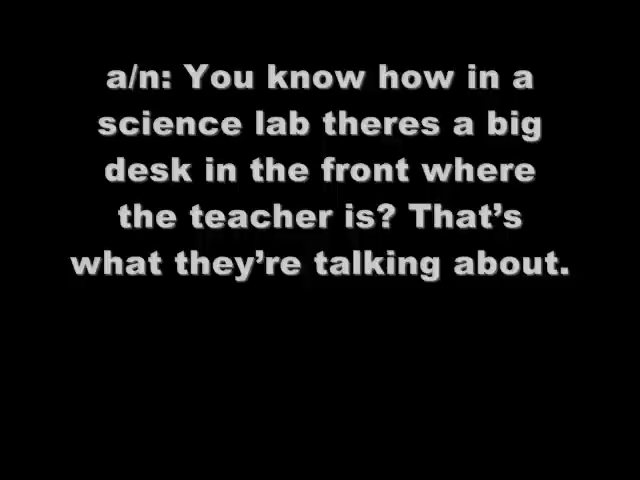 a/n: You know how in a
science lab theres a big
desk in the front where
the teacher is? That’s
what they’re talking about.